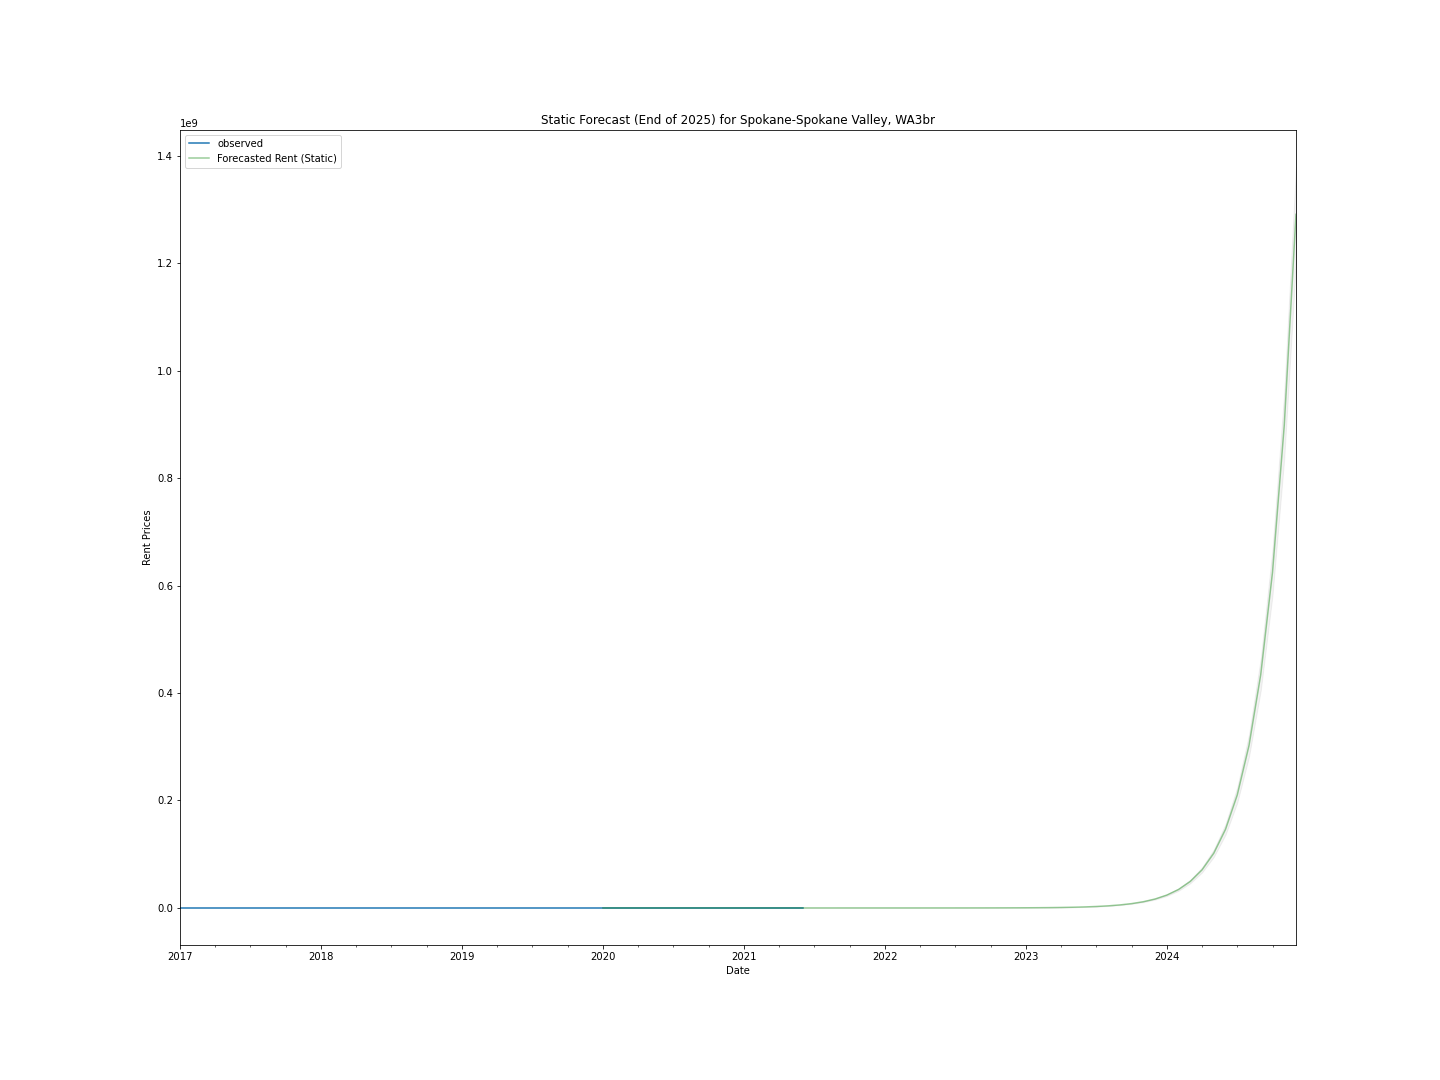 Static Forecast (End of 2025) for Spokane-Spokane Valley, WA3br
1e9
observed
Forecasted Rent (Static)
1.4
1.2
1.0
0.8
0.6
0.4
0.2
0.0
Rent Prices
2017 2018 2019 2020 2021 2022 2023 2024
Date